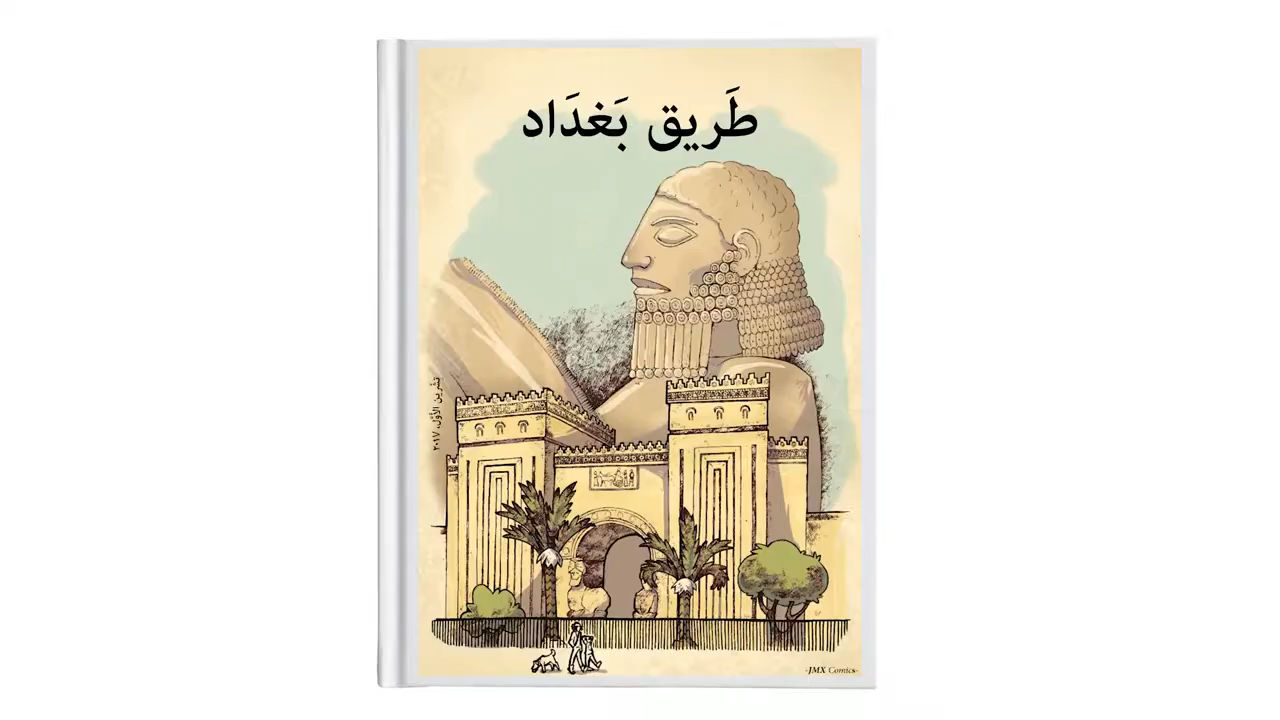 طَريق بَغدَاد
تشرين الأول، ٢٠١٧
-JMX Comics-